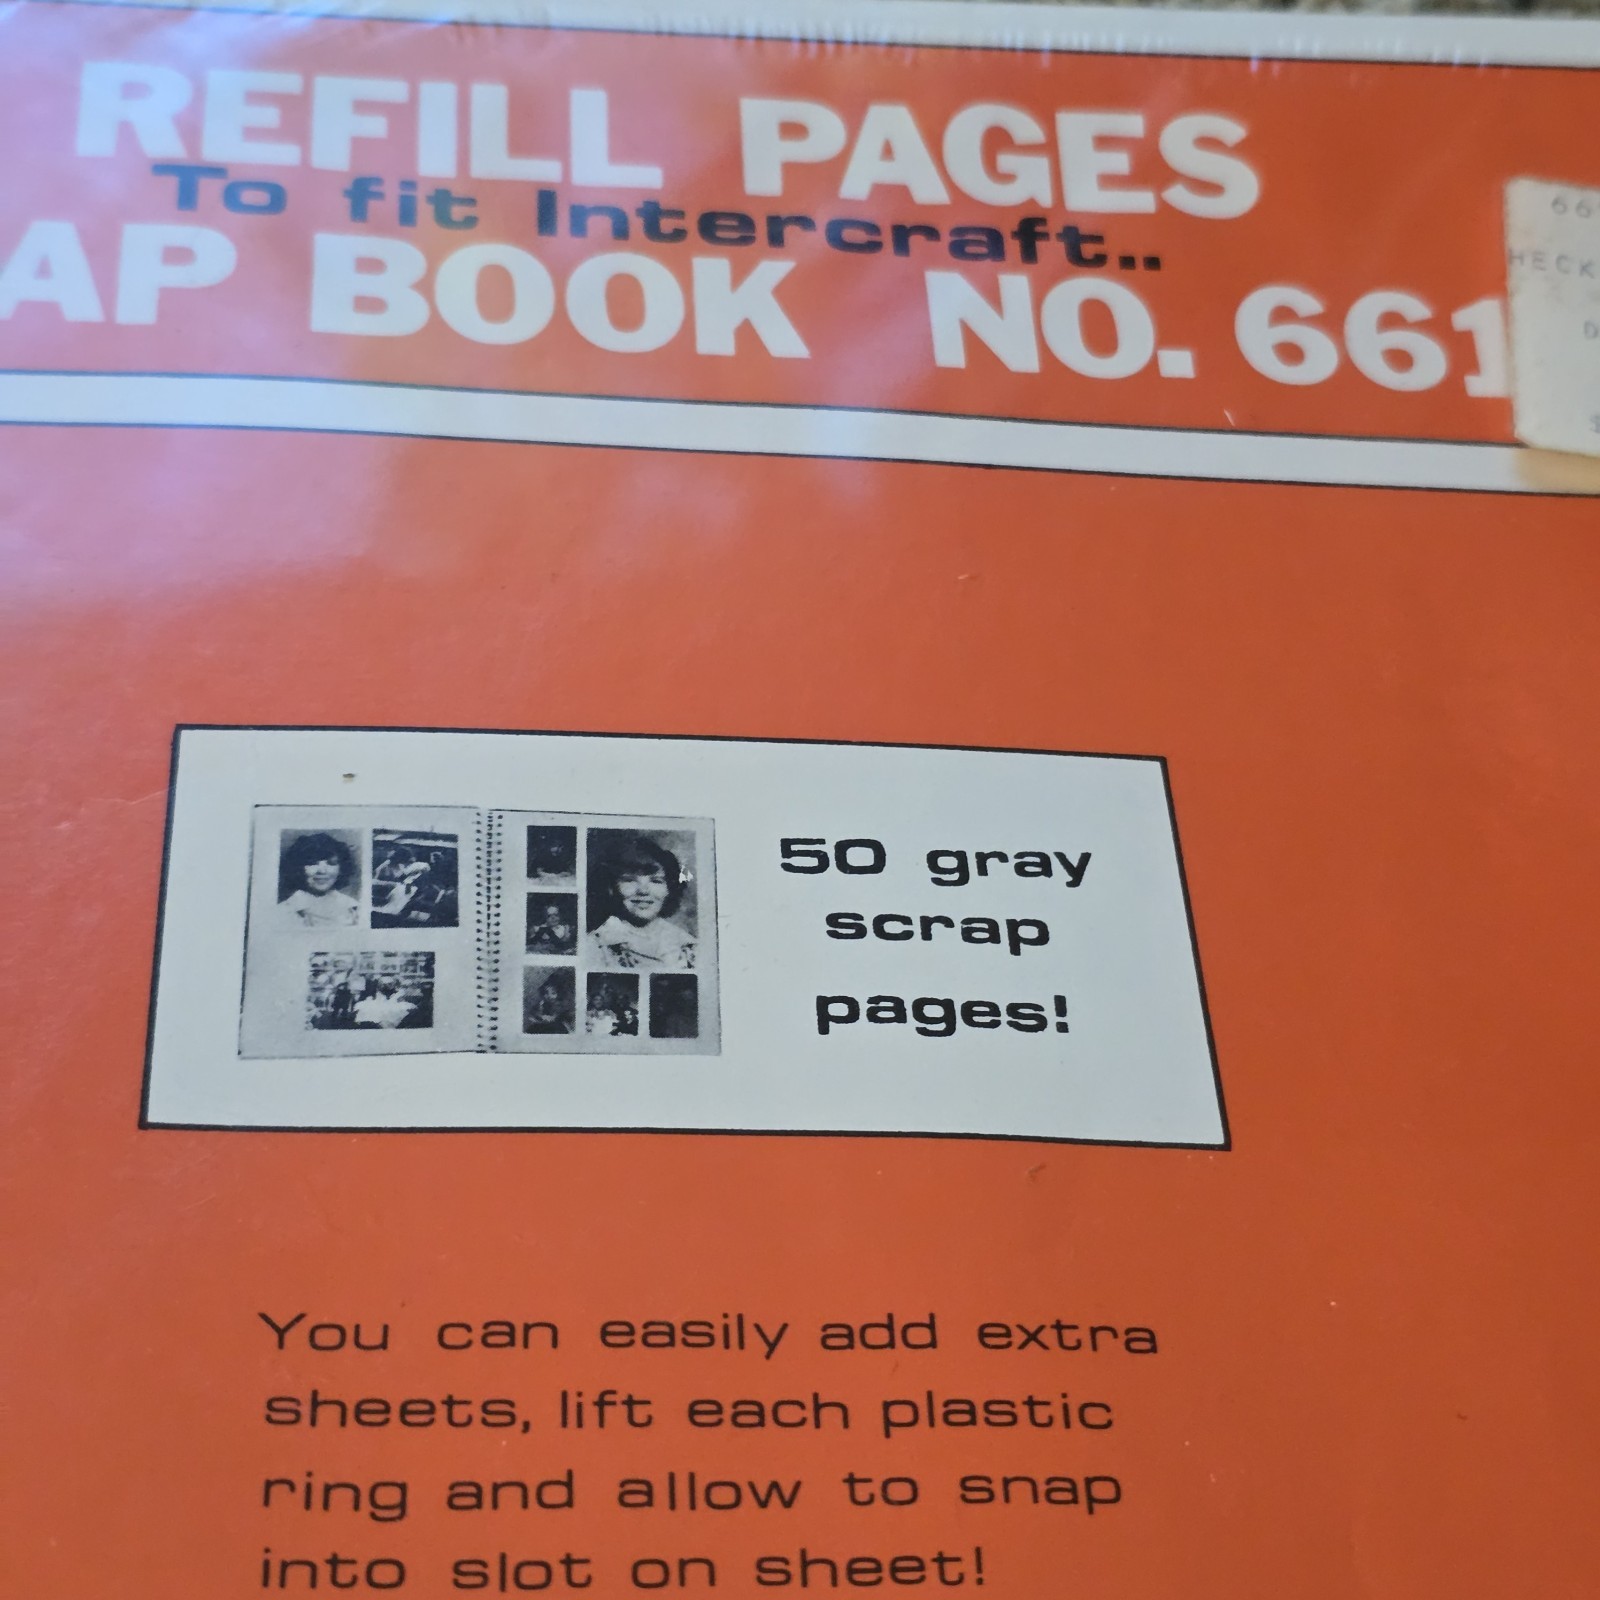 REFILL PAGES
To fit Intercraft..
AP BOOK NO. 661
HECK
50 gray
scrap
pages!
You can easily add extra
sheets, lift each plastic
ring and allow to snap
into slot on sheet!